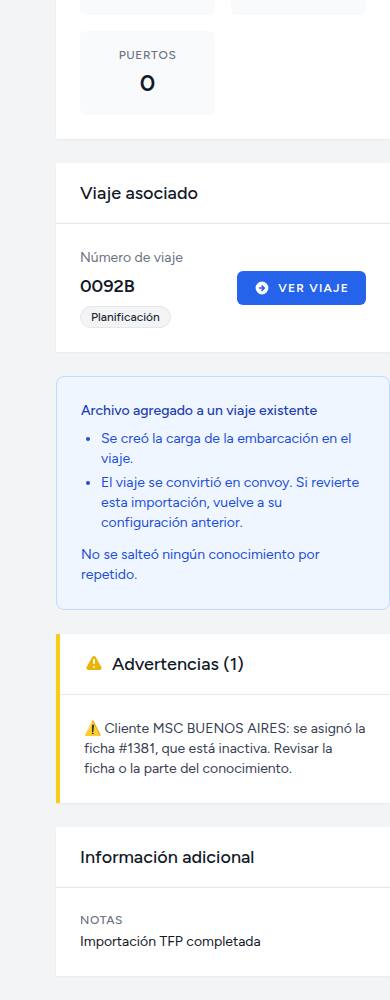 PUERTOS
0
Viaje asociado
Número de viaje
0092B
VER VIAJE
Planificación
Archivo agregado a un viaje existente
• Se creó la carga de la embarcación en el
viaje.
• El viaje se convirtió en convoy. Si revierte
esta importación, vuelve a su
configuración anterior.
No se salteó ningún conocimiento por
repetido.
Advertencias (1)
⚠️ Cliente MSC BUENOS AIRES: se asignó la
ficha #1381, que está inactiva. Revisar la
ficha o la parte del conocimiento.
Información adicional
NOTAS
Importación TFP completada